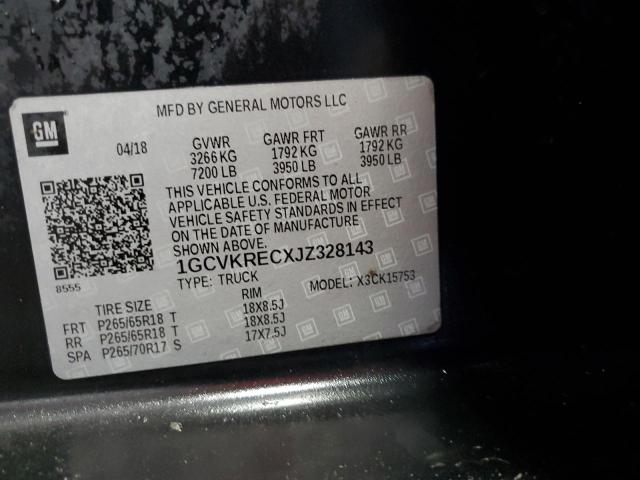 MFD BY GENERAL MOTORS LLC
GM
04/18
GVWR GAWR FRT GAWR RR
3266 KG 1792 KG 1792 KG
7200 LB 3950 LB 3950 LB
THIS VEHICLE CONFORMS TO ALL
APPLICABLE U.S. FEDERAL MOTOR
VEHICLE SAFETY STANDARDS IN EFFECT
ON THE DATE OF MANUFACTURE
SHOWN ABOVE.
8555
1GCVKRECXJZ328143
TYPE: TRUCK MODEL: X3CK15753
TIRE SIZE RIM
FRT P265/65R18 T 18X8.5J
RR P265/65R18 T 18X8.5J
SPA P265/70R17 S 17X7.5J